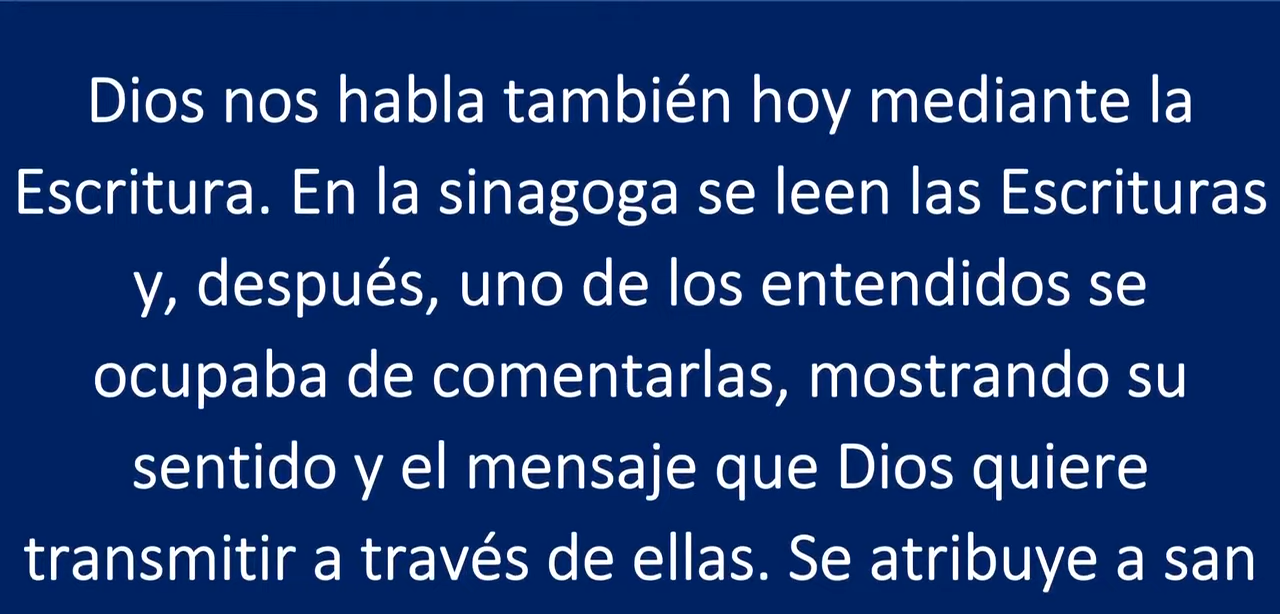 Dios nos habla también hoy mediante la
Escritura. En la sinagoga se leen las Escrituras
y, después, uno de los entendidos se
ocupaba de comentarlas, mostrando su
sentido y el mensaje que Dios quiere
transmitir a través de ellas. Se atribuye a san